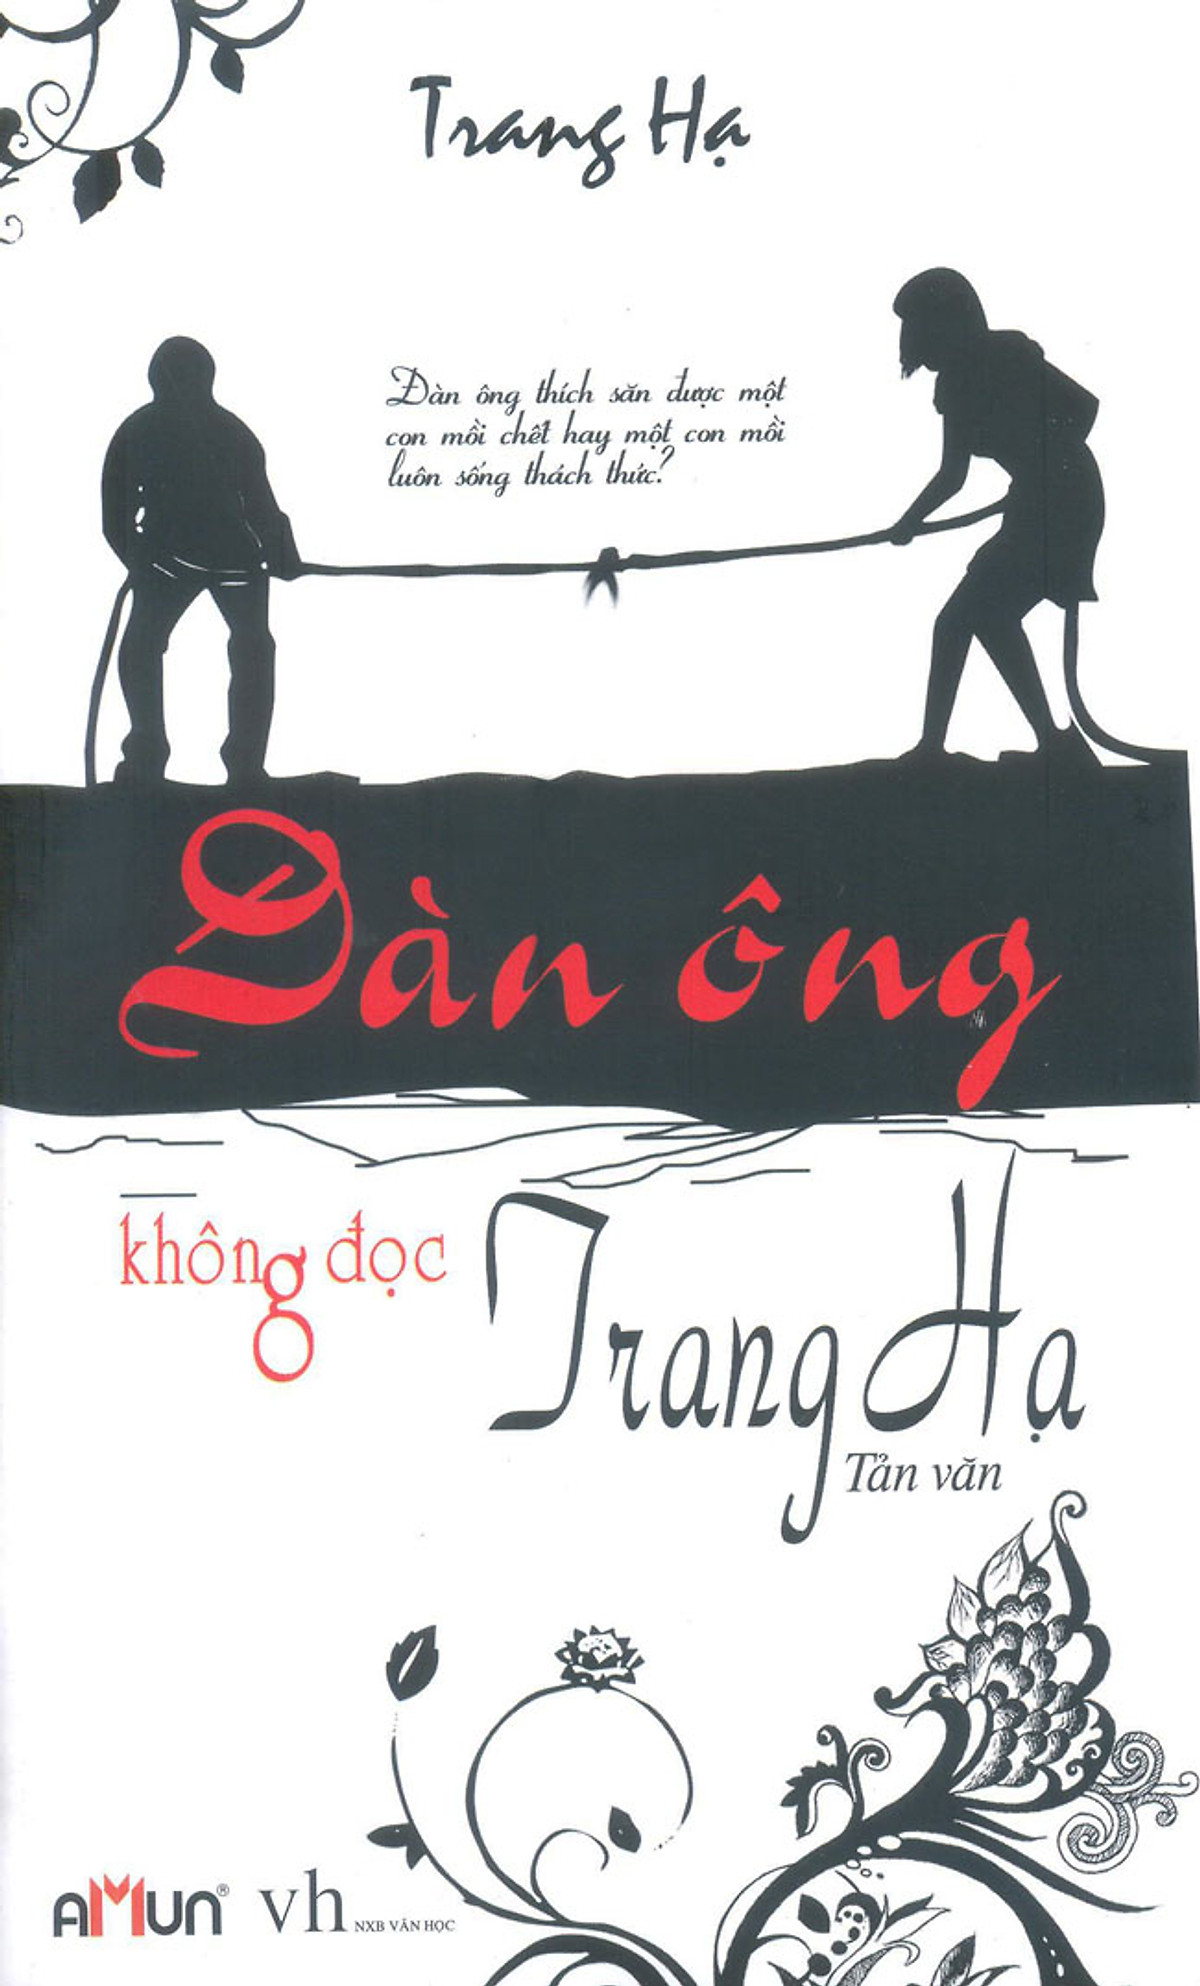 Trang Hạ
Đàn ông thích săn được một
con mồi chết hay một con mồi
luôn sống thách thức?
Đàn ông
không đọc
Trang Hạ
Tản văn
AMUN®
vh NXB VĂN HỌC